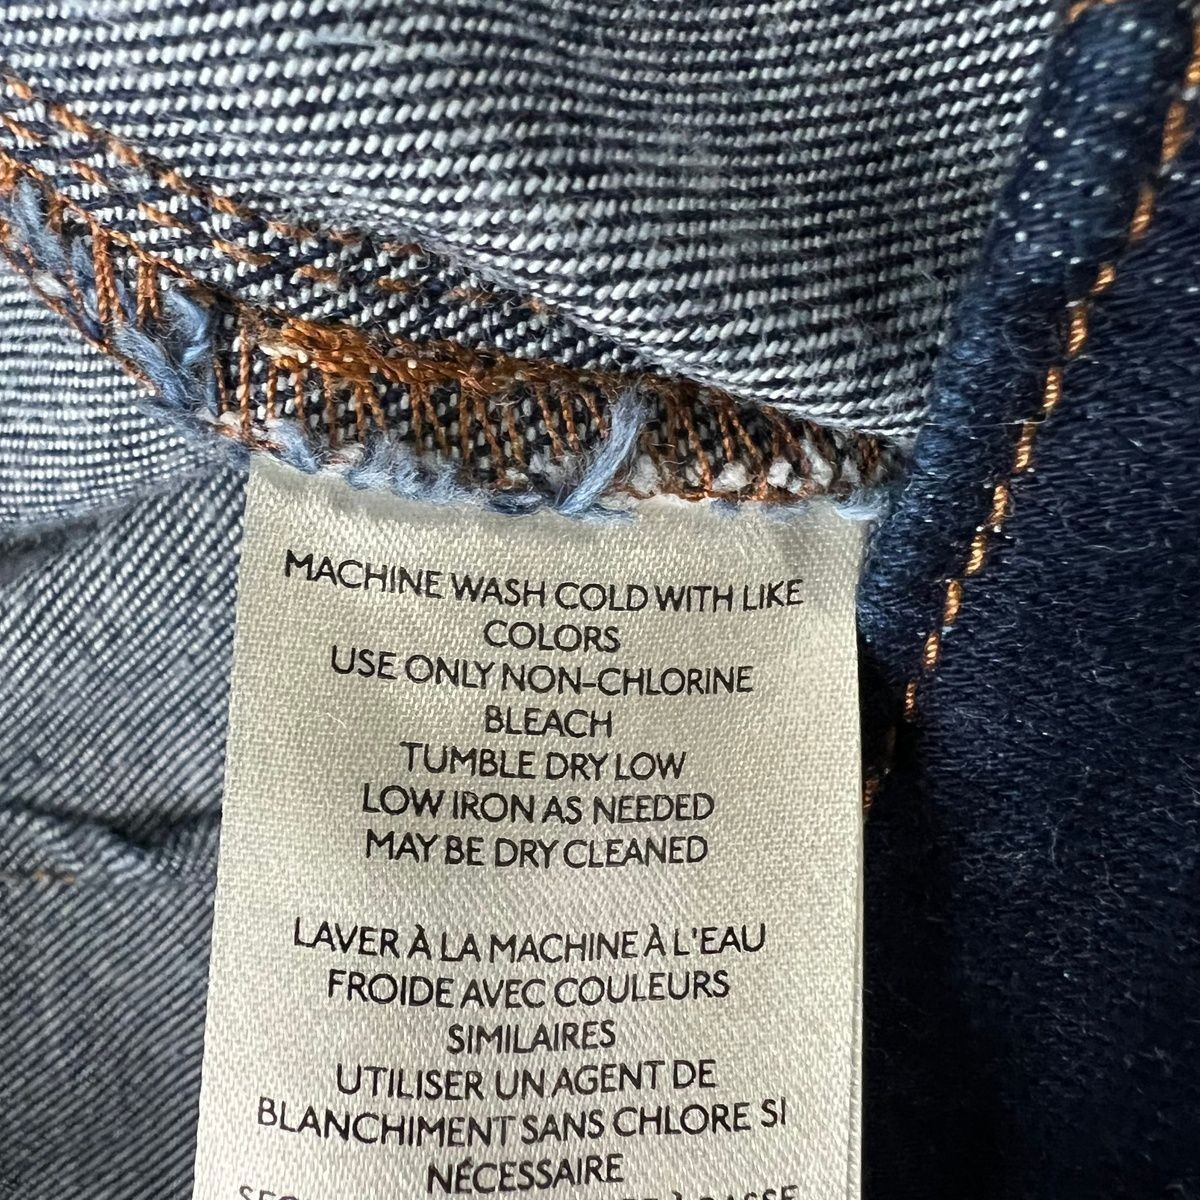 MACHINE WASH COLD WITH LIKE
COLORS
USE ONLY NON-CHLORINE
BLEACH
TUMBLE DRY LOW
LOW IRON AS NEEDED
MAY BE DRY CLEANED
LAVER À LA MACHINE À L'EAU
FROIDE AVEC COULEURS
SIMILAIRES
UTILISER UN AGENT DE
BLANCHIMENT SANS CHLORE SI
NÉCESSAIRE